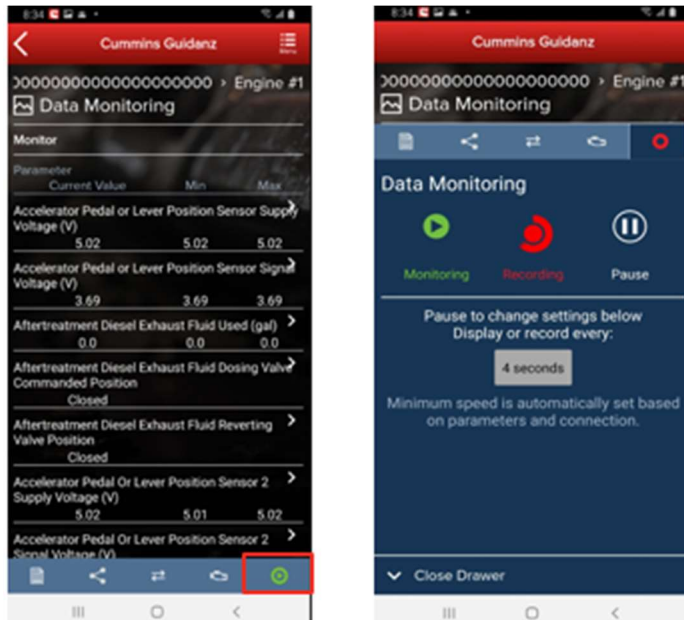 8:34
Cummins Guidanz
Menu
00000000000000000000 › Engine #1
Data Monitoring
Monitor
Parameter
Current Value Min Max
Accelerator Pedal or Lever Position Sensor Supply
Voltage (V)
5.02 5.02 5.02
Accelerator Pedal or Lever Position Sensor Signal
Voltage (V)
3.69 3.69 3.69
Aftertreatment Diesel Exhaust Fluid Used (gal)
0.0 0.0 0.0
Aftertreatment Diesel Exhaust Fluid Dosing Valve
Commanded Position
Closed
Aftertreatment Diesel Exhaust Fluid Reverting
Valve Position
Closed
Accelerator Pedal Or Lever Position Sensor 2
Supply Voltage (V)
5.02 5.01 5.02
Accelerator Pedal Or Lever Position Sensor 2
Signal Voltage (V)
8:34
Cummins Guidanz
00000000000000000000 › Engine #1
Data Monitoring
Data Monitoring
Monitoring Recording Pause
Pause to change settings below
Display or record every:
4 seconds
Minimum speed is automatically set based
on parameters and connection.
Close Drawer